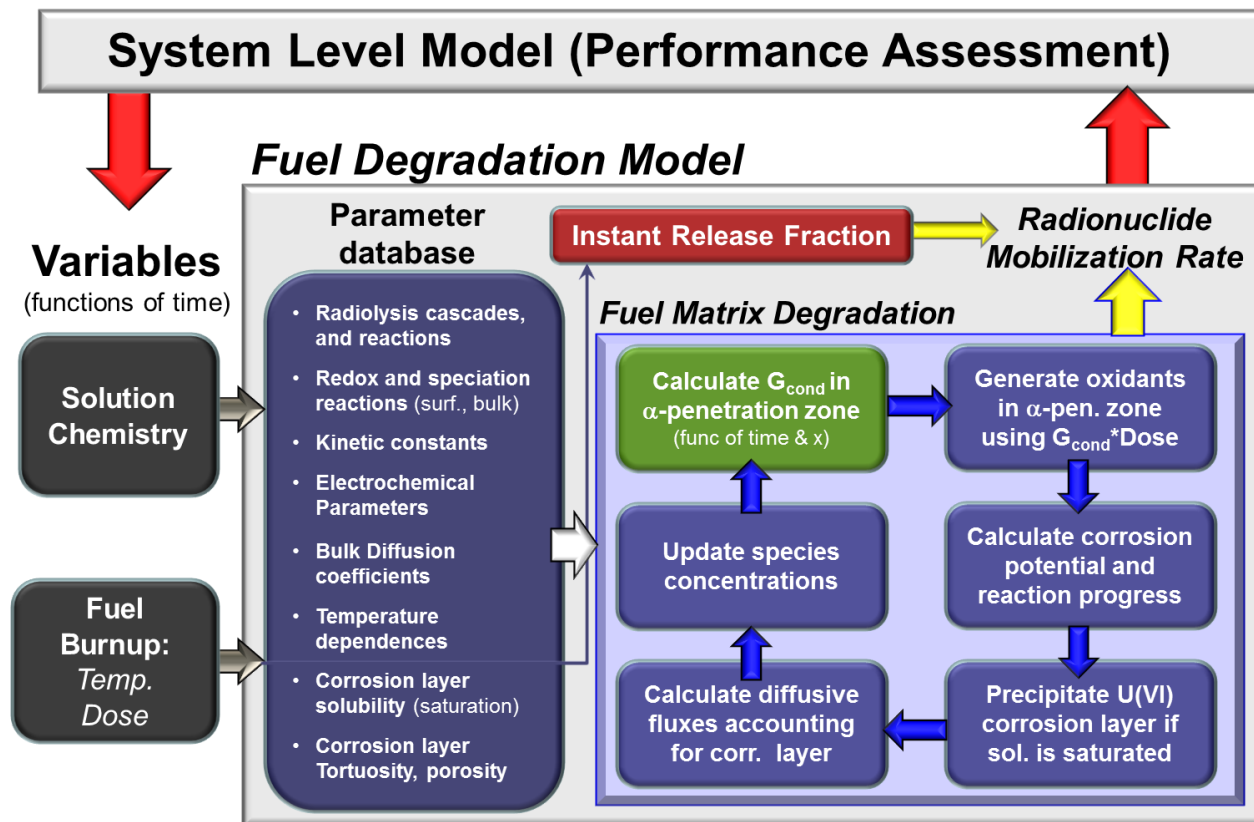 System Level Model (Performance Assessment)
Fuel Degradation Model
Variables
(functions of time)
Solution
Chemistry
Fuel
Burnup:
Temp.
Dose
Parameter
database
• Radiolysis cascades,
and reactions
• Redox and speciation
reactions (surf., bulk)
• Kinetic constants
• Electrochemical
Parameters
• Bulk Diffusion
coefficients
• Temperature
dependences
• Corrosion layer
solubility (saturation)
• Corrosion layer
Tortuosity, porosity
Instant Release Fraction
Radionuclide
Mobilization Rate
Fuel Matrix Degradation
Calculate Gcond in
α-penetration zone
(func of time & x)
Generate oxidants
in α-pen. zone
using Gcond*Dose
Calculate corrosion
potential and
reaction progress
Precipitate U(VI)
corrosion layer if
sol. is saturated
Calculate diffusive
fluxes accounting
for corr. layer
Update species
concentrations